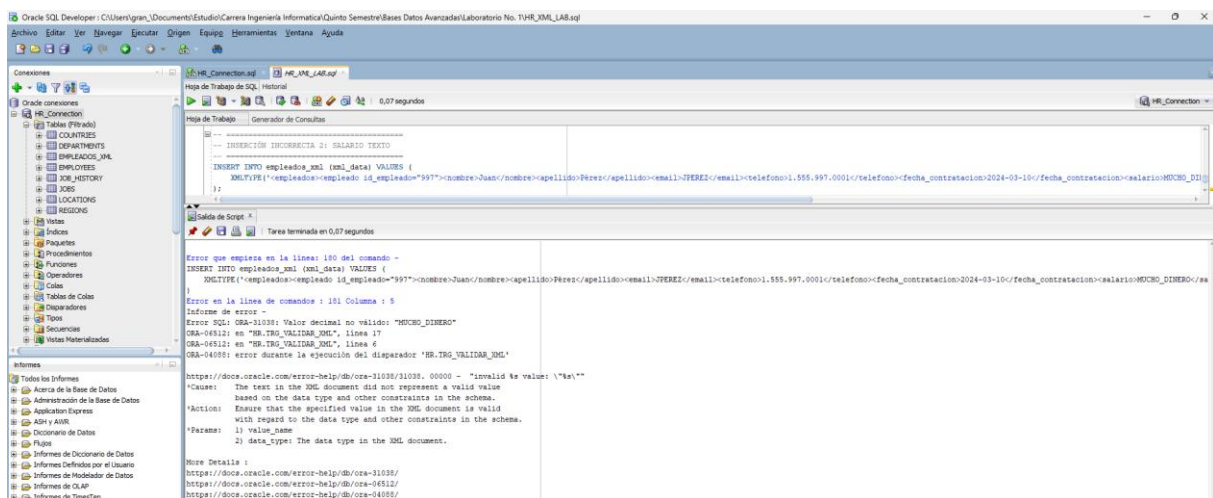 Oracle SQL Developer : C:\Users\gran_\Documents\Estudio\Carrera Ingeniería Informatica\Quinto Semestre\Bases Datos Avanzadas\Laboratorio No. 1\HR_XML_LAB.sql
Archivo Editar Ver Navegar Ejecutar Origen Equipo Herramientas Ventana Ayuda
Conexiones
Oracle conexiones
HR_Connection
Tablas (Filtrado)
COUNTRIES
DEPARTMENTS
EMPLEADOS_XML
EMPLOYEES
JOB_HISTORY
JOBS
LOCATIONS
REGIONS
Vistas
Índices
Paquetes
Procedimientos
Funciones
Operadores
Colas
Tablas de Colas
Disparadores
Tipos
Secuencias
Vistas Materializadas
Informes
Todos los Informes
Acerca de la Base de Datos
Administración de la Base de Datos
Application Express
ASH y AWR
Diccionario de Datos
Flujos
Informes de Diccionario de Datos
Informes Definidos por el Usuario
Informes de Modelador de Datos
Informes de OLAP
Informes de TimesTen
HR_Connection.sql HR_XML_LAB.sql
Hoja de Trabajo de SQL Historial
0,07 segundos
HR_Connection
Hoja de Trabajo Generador de Consultas
-- INSERCIÓN INCORRECTA 2: SALARIO TEXTO
INSERT INTO empleados_xml (xml_data) VALUES (
XMLTYPE('<empleados><empleado id_empleado="997"><nombre>Juan</nombre><apellido>Pérez</apellido><email>JPEREZ</email><telefono>1.555.997.0001</telefono><fecha_contratacion>2024-03-10</fecha_contratacion><salario>MUCHO_DI
);
Salida de Script
Tarea terminada en 0,07 segundos
Error que empieza en la línea: 180 del comando -
INSERT INTO empleados_xml (xml_data) VALUES (
XMLTYPE('<empleados><empleado id_empleado="997"><nombre>Juan</nombre><apellido>Pérez</apellido><email>JPEREZ</email><telefono>1.555.997.0001</telefono><fecha_contratacion>2024-03-10</fecha_contratacion><salario>MUCHO_DINERO</sa
)
Error en la línea de comandos : 181 Columna : 5
Informe de error -
Error SQL: ORA-31038: Valor decimal no válido: "MUCHO_DINERO"
ORA-06512: en "HR.TRG_VALIDAR_XML", línea 17
ORA-06512: en "HR.TRG_VALIDAR_XML", línea 6
ORA-04088: error durante la ejecución del disparador 'HR.TRG_VALIDAR_XML'
https://docs.oracle.com/error-help/db/ora-31038/31038. 00000 - "invalid %s value: \"%s\""
*Cause: The text in the XML document did not represent a valid value
based on the data type and other constraints in the schema.
*Action: Ensure that the specified value in the XML document is valid
with regard to the data type and other constraints in the schema.
*Params: 1) value_name
2) data_type: The data type in the XML document.
More Details :
https://docs.oracle.com/error-help/db/ora-31038/
https://docs.oracle.com/error-help/db/ora-06512/
https://docs.oracle.com/error-help/db/ora-04088/